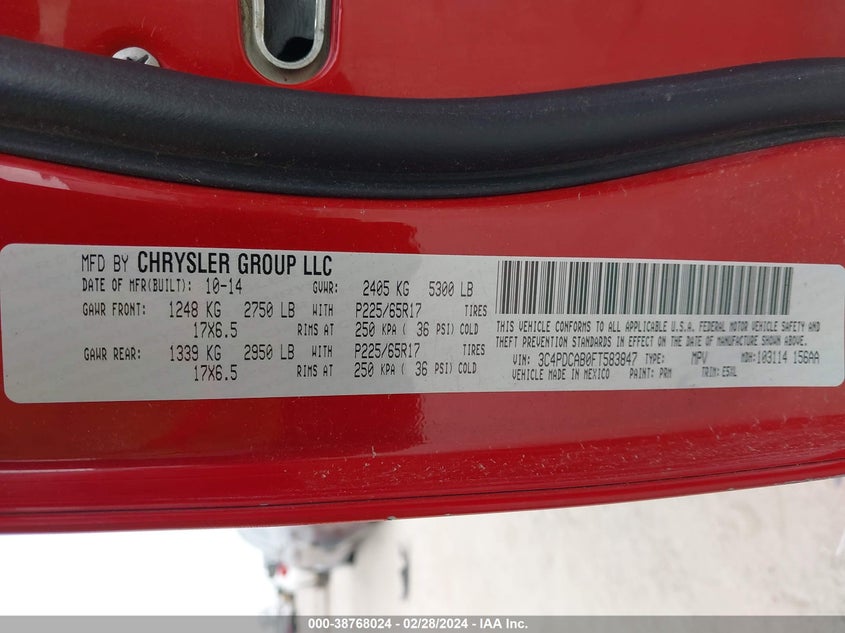 MFD BY CHRYSLER GROUP LLC
DATE OF MFR(BUILT): 10-14 GVWR: 2405 KG 5300 LB
GAWR FRONT: 1248 KG 2750 LB WITH P225/65R17 TIRES
17X6.5 RIMS AT 250 KPA ( 36 PSI) COLD
GAWR REAR: 1339 KG 2950 LB WITH P225/65R17 TIRES
17X6.5 RIMS AT 250 KPA ( 36 PSI) COLD
THIS VEHICLE CONFORMS TO ALL APPLICABLE U.S.A. FEDERAL MOTOR VEHICLE SAFETY AND
THEFT PREVENTION STANDARDS IN EFFECT ON THE DATE OF MANUFACTURE SHOWN ABOVE.
VIN: 3C4PDCAB0FT583847 TYPE: MPV MDH: 103114 156AA
VEHICLE MADE IN MEXICO PAINT: PRM TRIM: E5XL
000-38768024 - 02/28/2024 - IAA Inc.